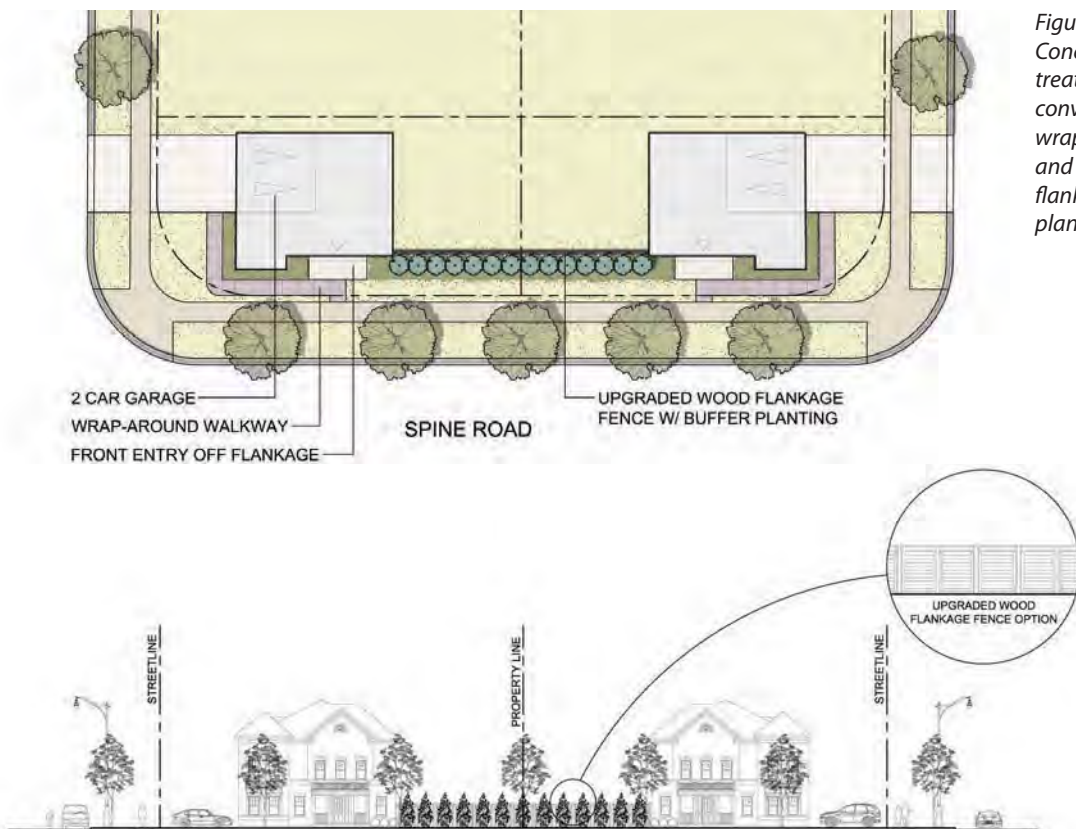 Figu
Conc
treat
conv
wrap
and
flank
plan
2 CAR GARAGE
WRAP-AROUND WALKWAY
FRONT ENTRY OFF FLANKAGE
SPINE ROAD
UPGRADED WOOD FLANKAGE
FENCE W/ BUFFER PLANTING
UPGRADED WOOD
FLANKAGE FENCE OPTION
STREETLINE
PROPERTY LINE
STREETLINE